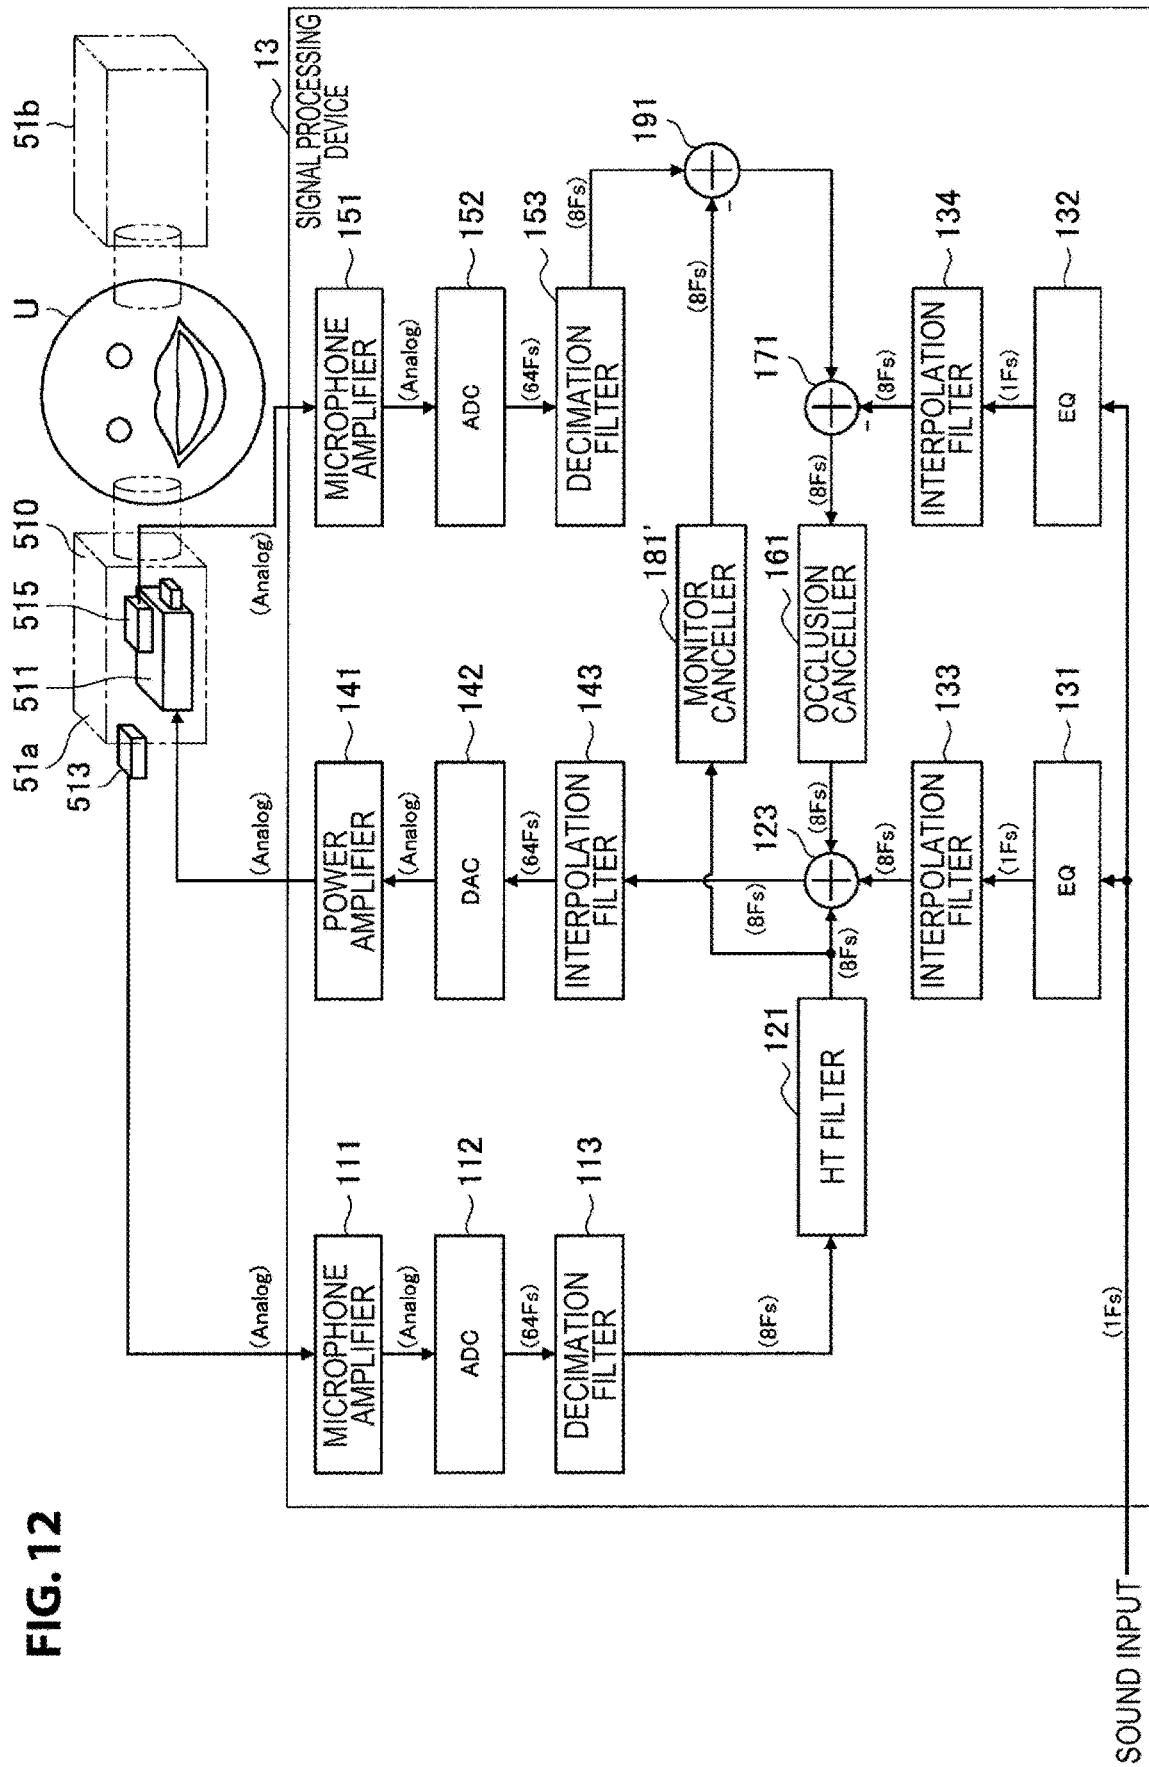 FIG. 12
51a
511
515
510
U
51b
513
13
SIGNAL PROCESSING
DEVICE
(Analog)
(Analog)
(Analog)
111
MICROPHONE
AMPLIFIER
141
POWER
AMPLIFIER
151
MICROPHONE
AMPLIFIER
(Analog)
(Analog)
(Analog)
112
ADC
142
DAC
152
ADC
(64Fs)
(64Fs)
(64Fs)
113
DECIMATION
FILTER
143
INTERPOLATION
FILTER
153
DECIMATION
FILTER
(8Fs)
191
-
(8Fs)
181'
MONITOR
CANCELLER
(8Fs)
(8Fs)
121
HT FILTER
(8Fs)
123
(8Fs)
161
OCCLUSION
CANCELLER
(8Fs)
171
-
(8Fs)
(8Fs)
133
INTERPOLATION
FILTER
134
INTERPOLATION
FILTER
(1Fs)
(1Fs)
131
EQ
132
EQ
(1Fs)
SOUND INPUT